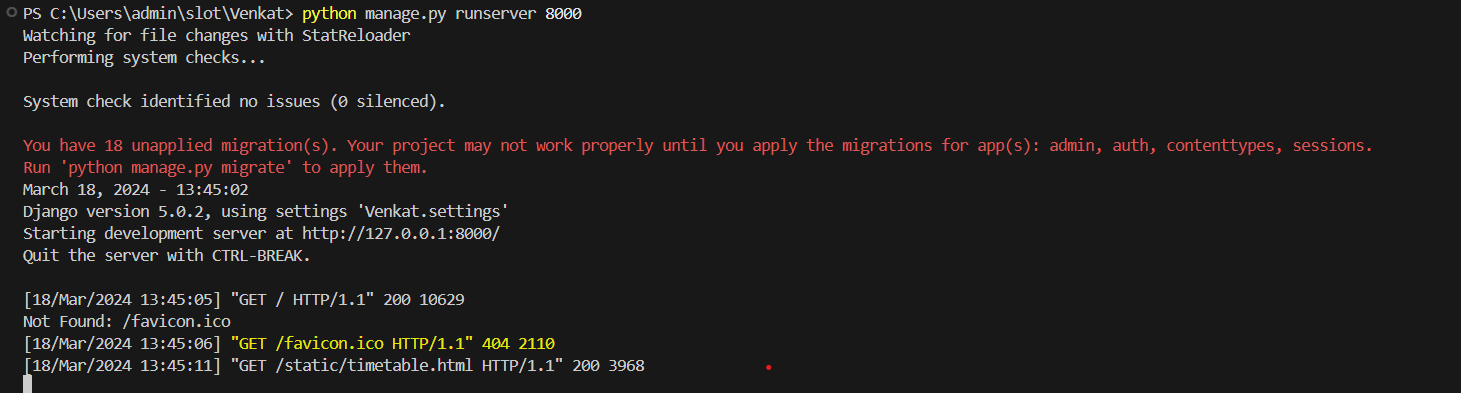 PS C:\Users\admin\slot\Venkat> python manage.py runserver 8000
Watching for file changes with StatReloader
Performing system checks...
System check identified no issues (0 silenced).
You have 18 unapplied migration(s). Your project may not work properly until you apply the migrations for app(s): admin, auth, contenttypes, sessions.
Run 'python manage.py migrate' to apply them.
March 18, 2024 - 13:45:02
Django version 5.0.2, using settings 'Venkat.settings'
Starting development server at http://127.0.0.1:8000/
Quit the server with CTRL-BREAK.
[18/Mar/2024 13:45:05] "GET / HTTP/1.1" 200 10629
Not Found: /favicon.ico
[18/Mar/2024 13:45:06] "GET /favicon.ico HTTP/1.1" 404 2110
[18/Mar/2024 13:45:11] "GET /static/timetable.html HTTP/1.1" 200 3968